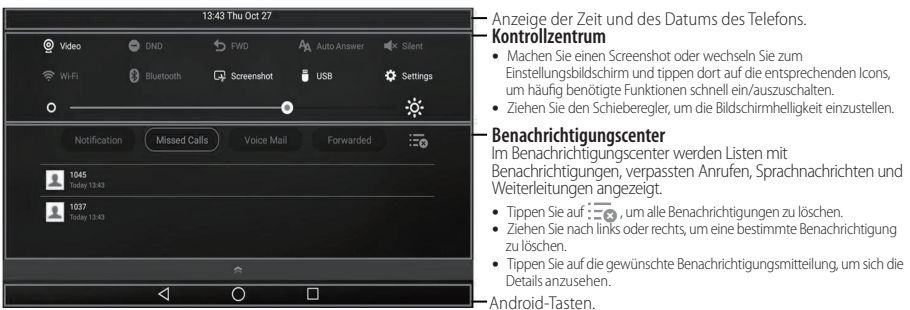 13:43 Thu Oct 27
Video
DND
FWD
Auto Answer
Silent
Wi-Fi
Bluetooth
Screenshot
USB
Settings
Notification
Missed Calls
Voice Mail
Forwarded
1045
Today 13:43
1037
Today 13:43
Anzeige der Zeit und des Datums des Telefons.
Kontrollzentrum
• Machen Sie einen Screenshot oder wechseln Sie zum
Einstellungsbildschirm und tippen dort auf die entsprechenden Icons,
um häufig benötigte Funktionen schnell ein/auszuschalten.
• Ziehen Sie den Schieberegler, um die Bildschirmhelligkeit einzustellen.
Benachrichtigungscenter
Im Benachrichtigungscenter werden Listen mit
Benachrichtigungen, verpassten Anrufen, Sprachnachrichten und
Weiterleitungen angezeigt.
• Tippen Sie auf , um alle Benachrichtigungen zu löschen.
• Ziehen Sie nach links oder rechts, um eine bestimmte Benachrichtigung
zu löschen.
• Tippen Sie auf die gewünschte Benachrichtigungsmitteilung, um sich die
Details anzusehen.
Android-Tasten.